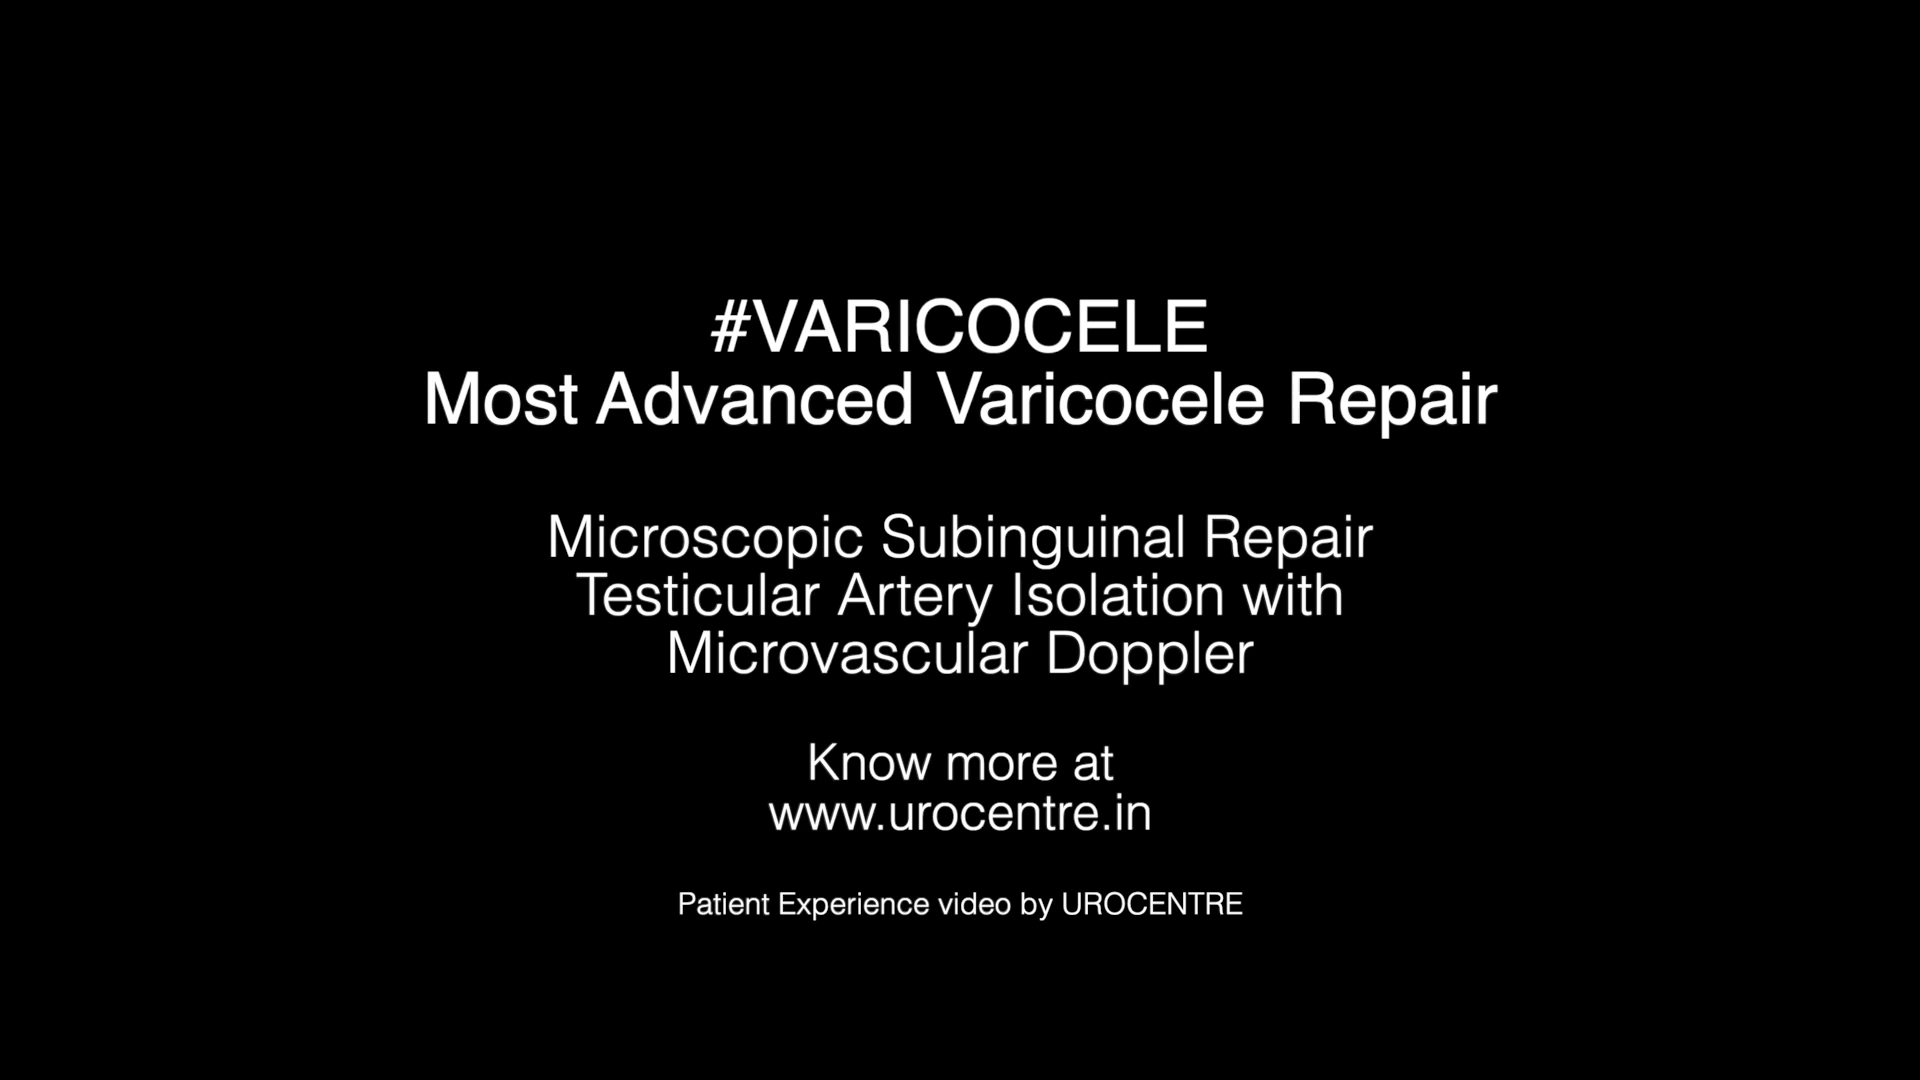 #VARICOCELE
Most Advanced Varicocele Repair
Microscopic Subinguinal Repair
Testicular Artery Isolation with
Microvascular Doppler
Know more at
www.urocentre.in
Patient Experience video by UROCENTRE